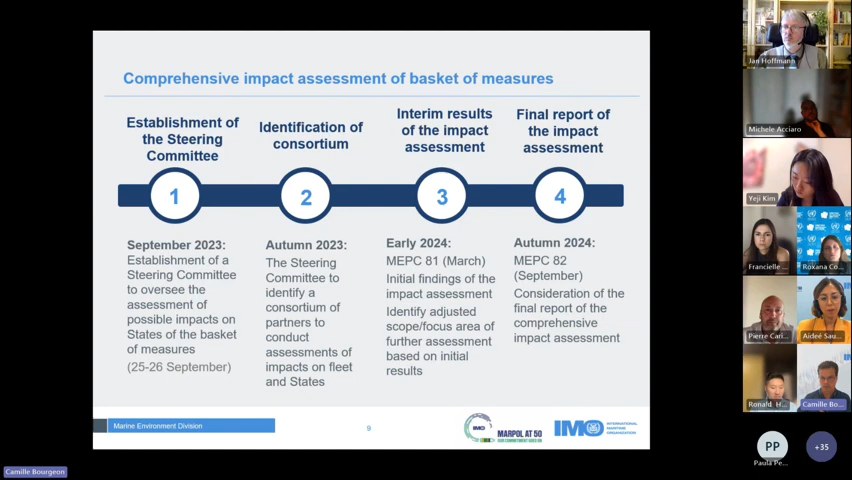 Comprehensive impact assessment of basket of measures
Establishment of
the Steering
Committee
Identification of
consortium
Interim results
of the impact
assessment
Final report of
the impact
assessment
1
2
3
4
September 2023:
Establishment of a
Steering Committee
to oversee the
assessment of
possible impacts on
States of the basket
of measures
(25-26 September)
Autumn 2023:
The Steering
Committee to
identify a
consortium of
partners to
conduct
assessments of
impacts on fleet
and States
Early 2024:
MEPC 81 (March)
Initial findings of the
impact assessment
Identify adjusted
scope/focus area of
further assessment
based on initial
results
Autumn 2024:
MEPC 82
(September)
Consideration of the
final report of the
comprehensive
impact assessment
Marine Environment Division
9
IMO
MARPOL AT 50
OUR COMMITMENT GOES ON
IMO
INTERNATIONAL
MARITIME
ORGANIZATION
Camille Bourgeon
Jan Hoffmann
Michele Acciaro
Yeji Kim
Francielle ...
Roxana Co...
Pierre Cari...
Aideé Sau...
Ronald H...
Camille Bo...
PP
Paula Pe...
+35